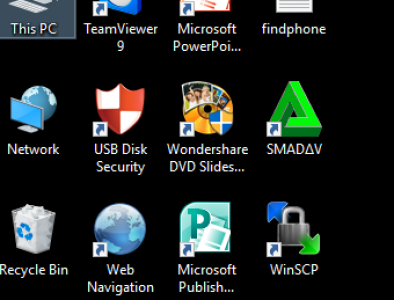 This PC
TeamViewer
9
Microsoft
PowerPoi...
findphone
Network
USB Disk
Security
Wondershare
DVD Slides...
SMADΔV
Recycle Bin
Web
Navigation
Microsoft
Publish...
WinSCP